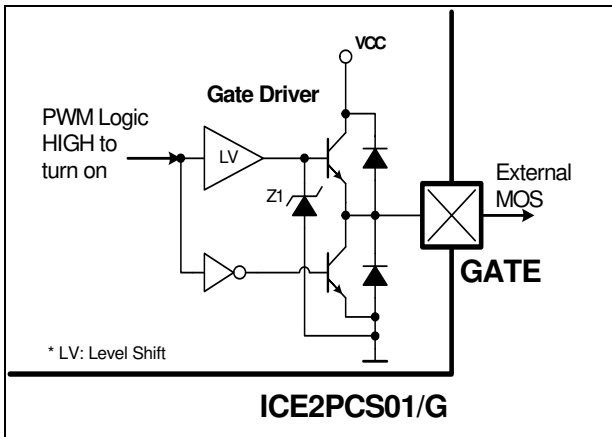 VCC
Gate Driver
PWM Logic
HIGH to
turn on
LV
Z1
External
MOS
GATE
* LV: Level Shift
ICE2PCS01/G